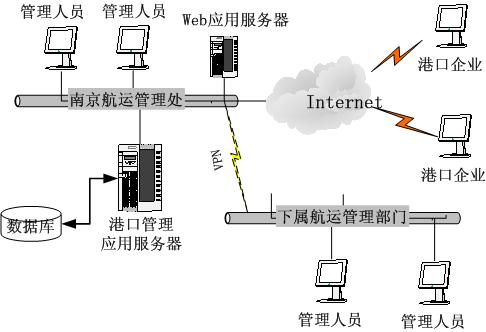 管理人员
管理人员
Web应用服务器
港口企业
南京航运管理处
Internet
VPN
港口企业
数据库
港口管理
应用服务器
下属航运管理部门
管理人员
管理人员